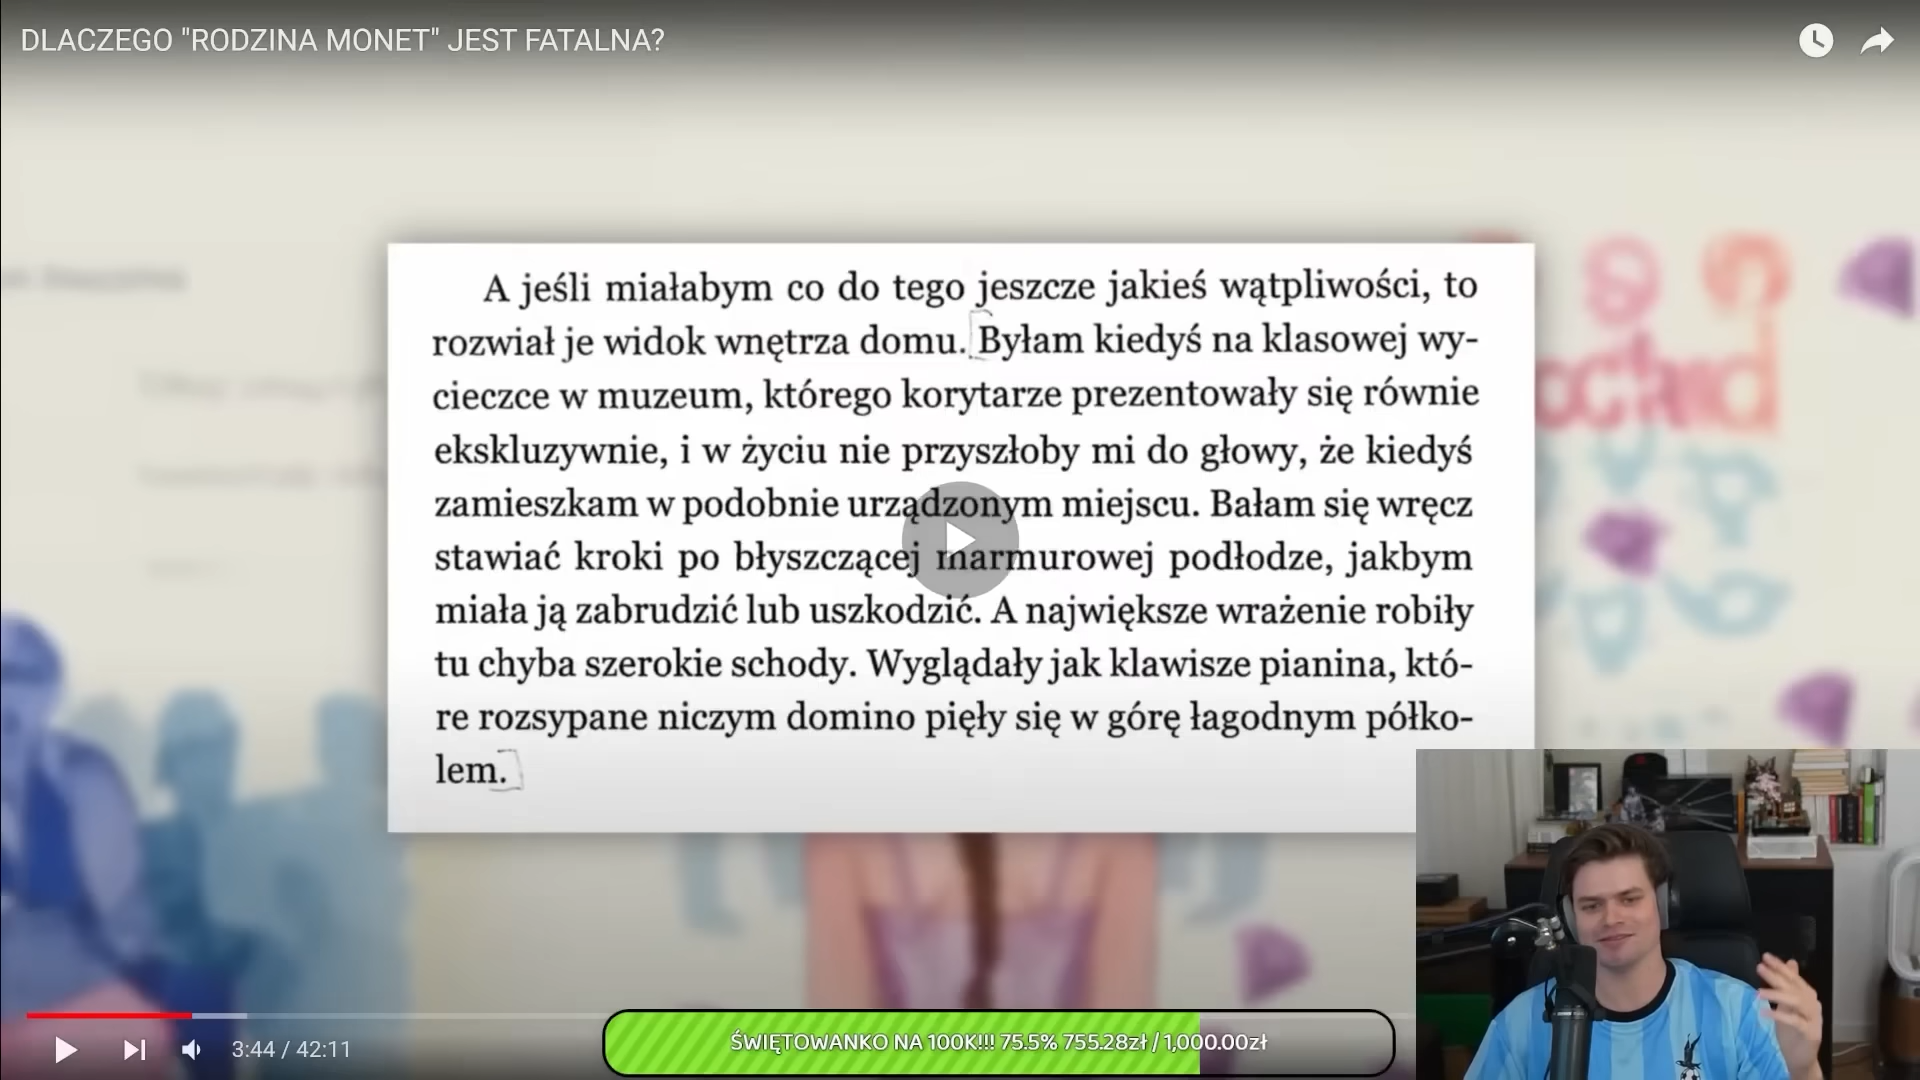 DLACZEGO "RODZINA MONET" JEST FATALNA?
A jeśli miałabym co do tego jeszcze jakieś wątpliwości, to
rozwiał je widok wnętrza domu. Byłam kiedyś na klasowej wy-
cieczce w muzeum, którego korytarze prezentowały się równie
ekskluzywnie, i w życiu nie przyszłoby mi do głowy, że kiedyś
zamieszkam w podobnie urządzonym miejscu. Bałam się wręcz
stawiać kroki po błyszczącej marmurowej podłodze, jakbym
miała ją zabrudzić lub uszkodzić. A największe wrażenie robiły
tu chyba szerokie schody. Wyglądały jak klawisze pianina, któ-
re rozsypane niczym domino pięły się w górę łagodnym półko-
lem.
3:44 / 42:11
ŚWIĘTOWANKO NA 100K!!! 75.5% 755.28zł / 1,000.00zł